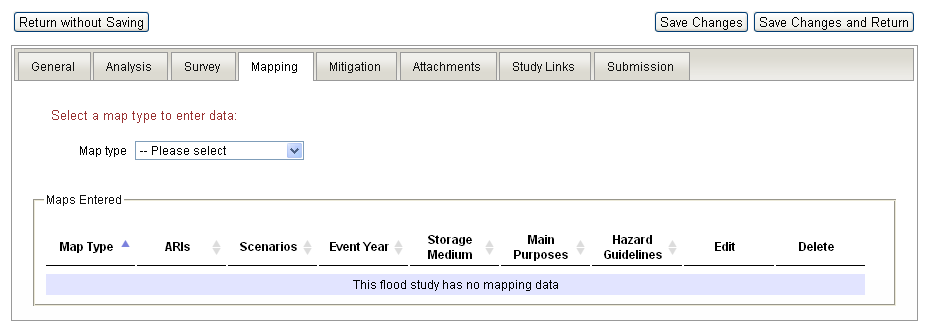 Return without Saving Save Changes Save Changes and Return
General Analysis Survey Mapping Mitigation Attachments Study Links Submission
Select a map type to enter data:
Map type -- Please select
Maps Entered
Map Type ARIs Scenarios Event Year Storage Medium Main Purposes Hazard Guidelines Edit Delete
This flood study has no mapping data